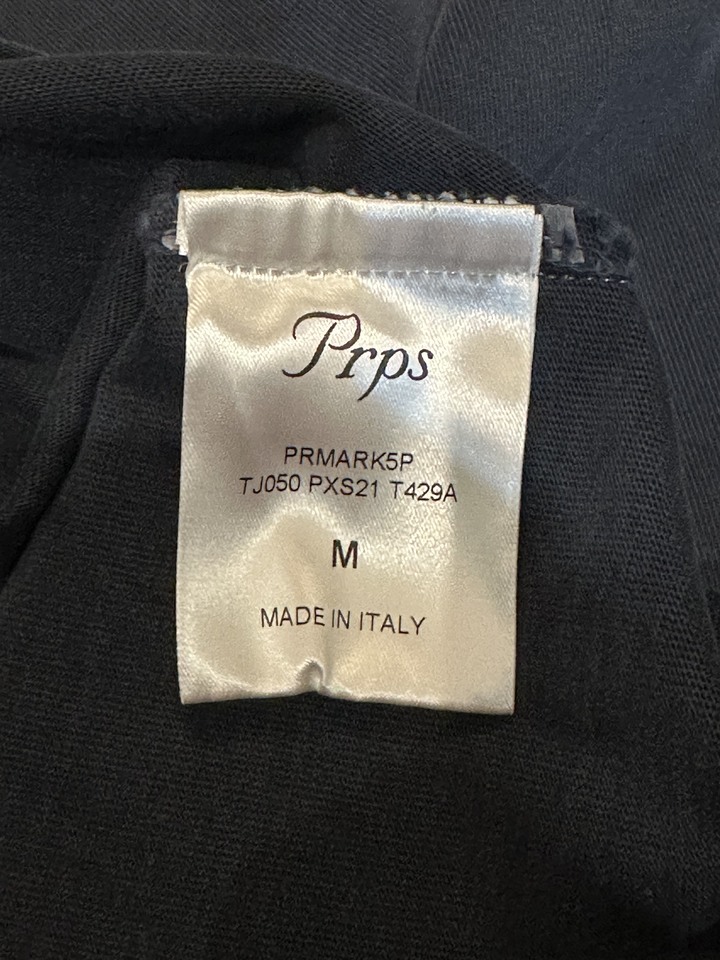 Prps
PRMARK5P
TJ050 PXS21 T429A
M
MADE IN ITALY